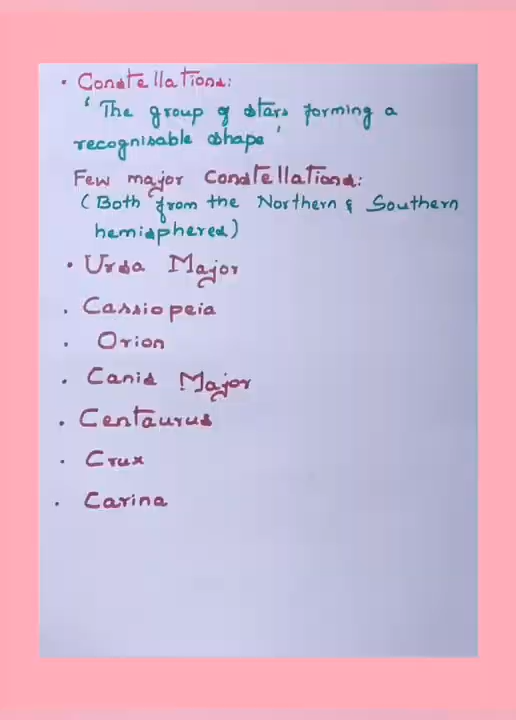 • Constellations:
' The group of stars forming a
recognisable shape '
Few major Constellations:
( Both from the Northern & Southern
hemispheres)
• Ursa Major
• Cassiopeia
• Orion
• Canis Major
• Centaurus
• Crux
• Carina